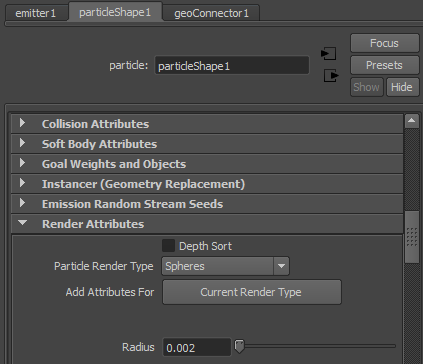 emitter1 particleShape1 geoConnector1
Focus
particle: particleShape1 Presets
Show Hide
Collision Attributes
Soft Body Attributes
Goal Weights and Objects
Instancer (Geometry Replacement)
Emission Random Stream Seeds
Render Attributes
Depth Sort
Particle Render Type Spheres
Add Attributes For Current Render Type
Radius 0.002